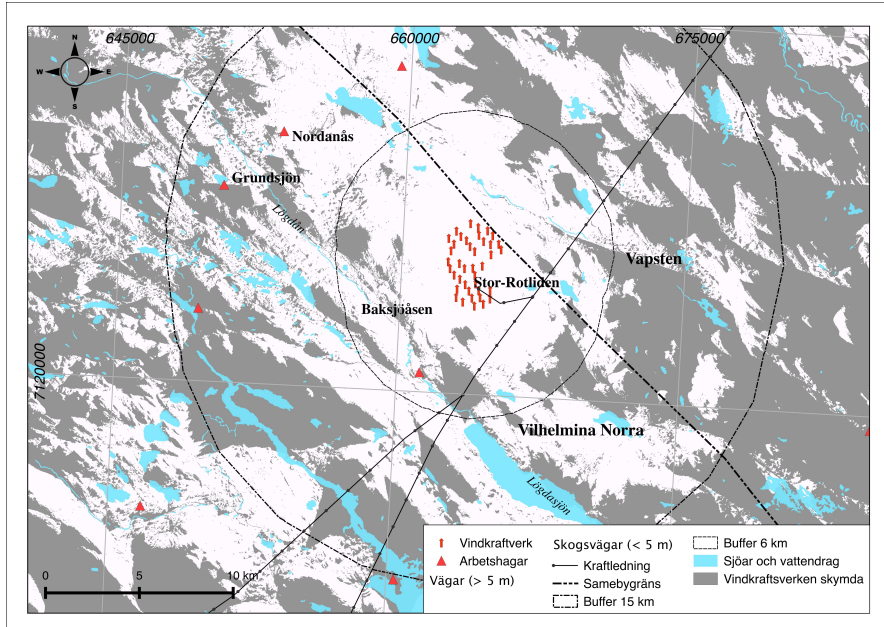 645000
660000
675000
N
W E
S
Nordanås
Grundsjön
Lögdån
Vapsten
Stor-Rotliden
Baksjöåsen
7120000
Vilhelmina Norra
Lögdasjön
0 5 10 km
Vindkraftverk
Arbetshagar
Vägar (> 5 m)
Skogsvägar (< 5 m)
Kraftledning
Samebygräns
Buffer 15 km
Buffer 6 km
Sjöar och vattendrag
Vindkraftsverken skymda